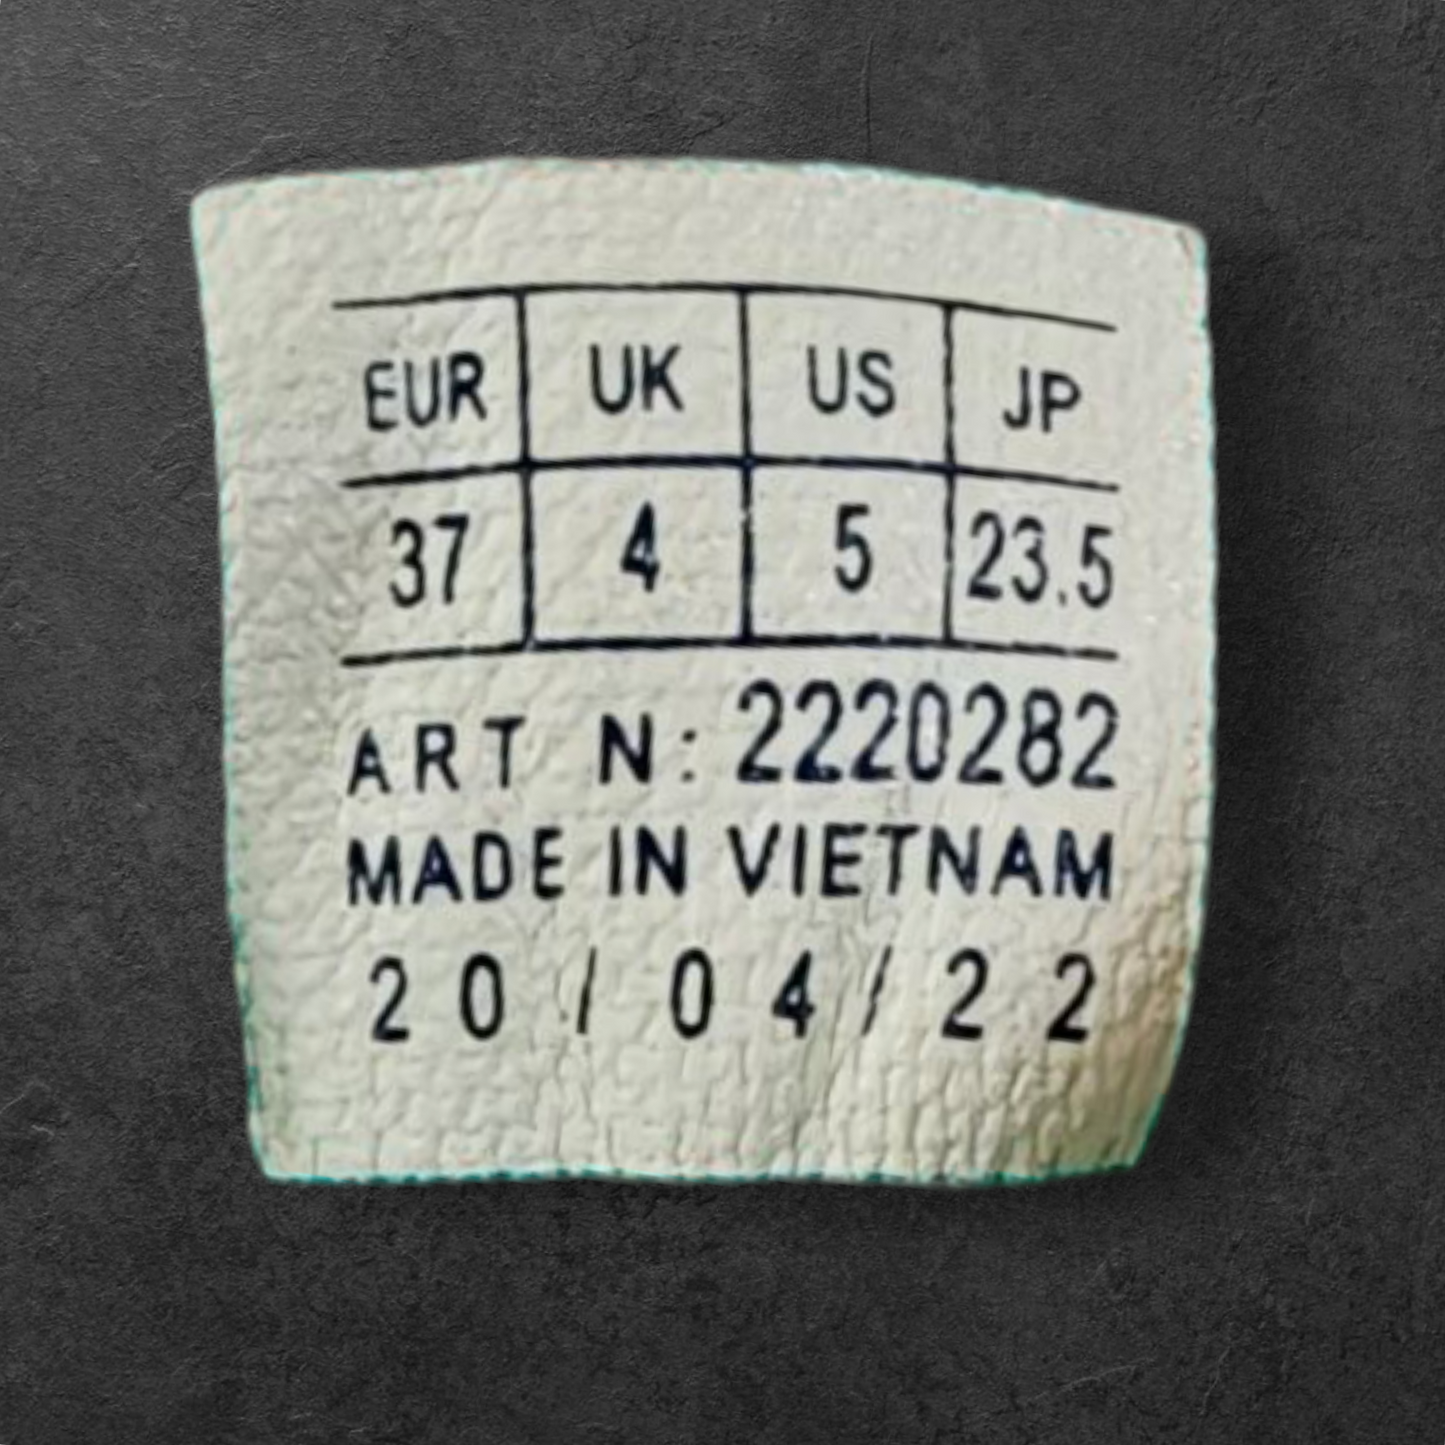 EUR UK US JP
37 4 5 23.5
ART N: 2220282
MADE IN VIETNAM
20/04/22